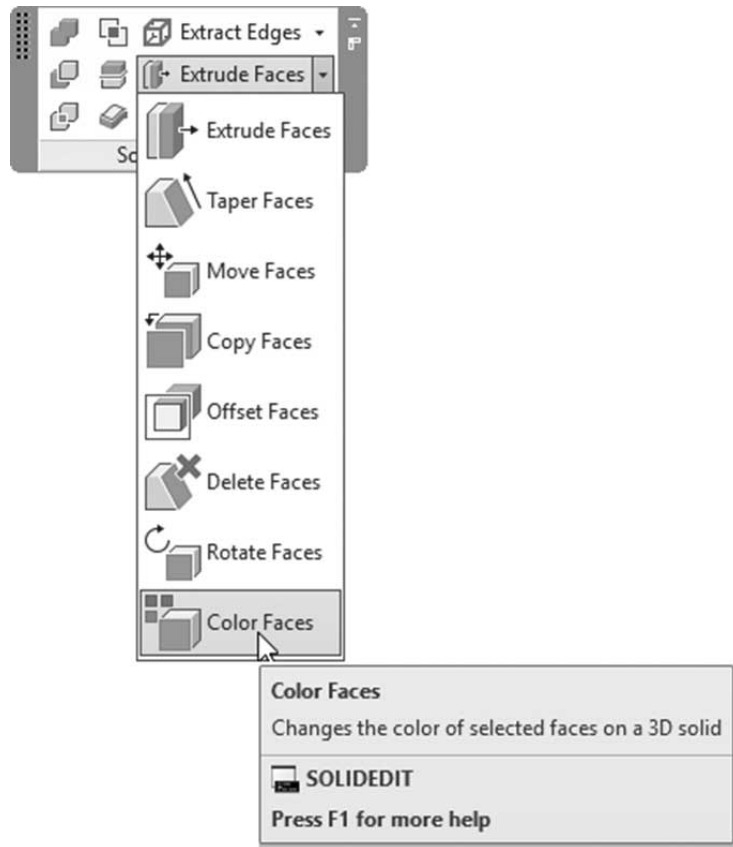 Extract Edges
Extrude Faces
Extrude Faces
Taper Faces
Move Faces
Copy Faces
Offset Faces
Delete Faces
Rotate Faces
Color Faces
Color Faces
Changes the color of selected faces on a 3D solid
SOLIDEDIT
Press F1 for more help